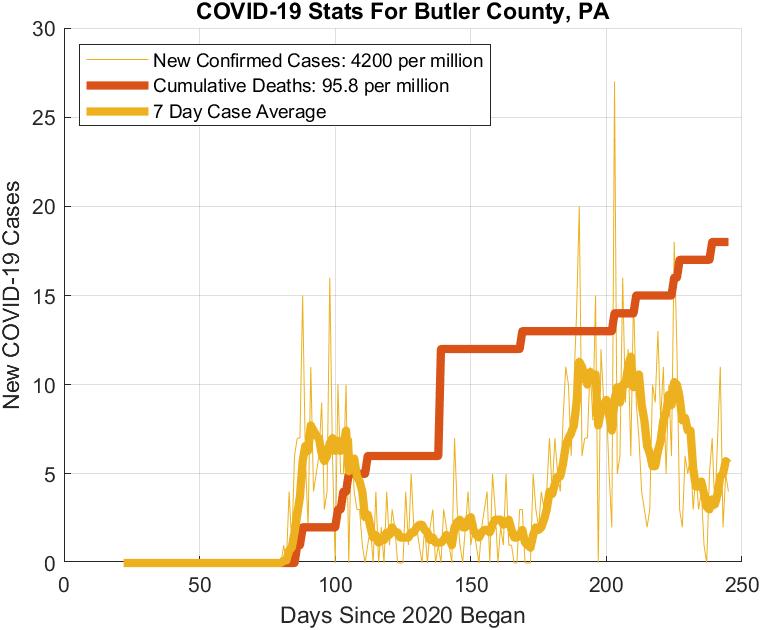 COVID-19 Stats For Butler County, PA
30
New Confirmed Cases: 4200 per million
Cumulative Deaths: 95.8 per million
7 Day Case Average
25
20
15
10
5
0
New COVID-19 Cases
0 50 100 150 200 250
Days Since 2020 Began